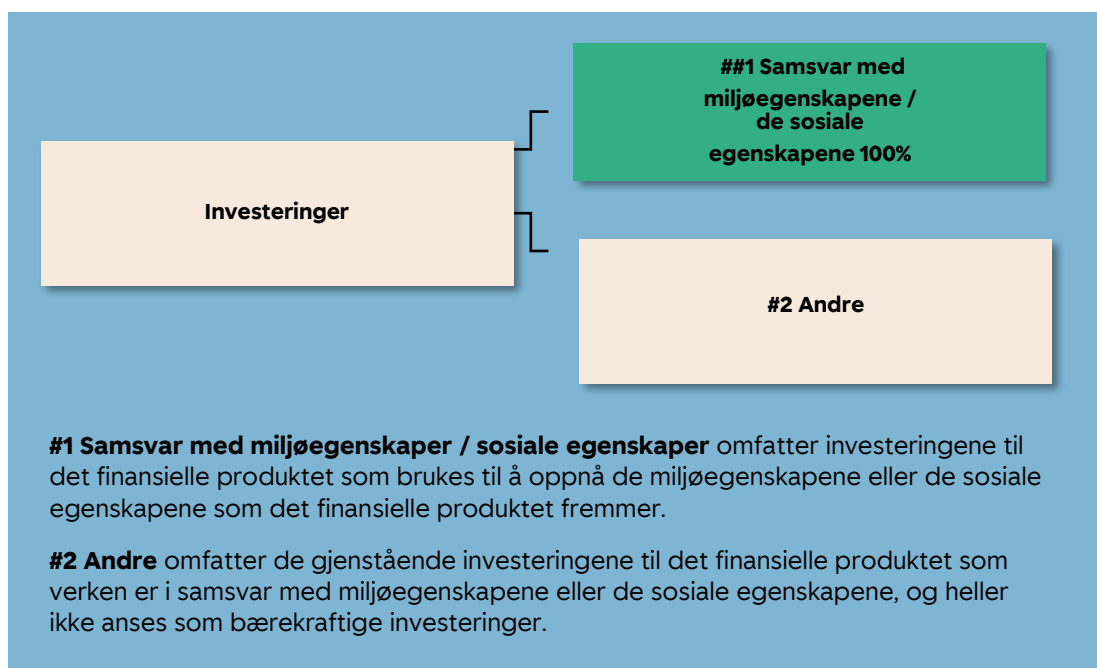 ##1 Samsvar med
miljøegenskapene /
de sosiale
egenskapene 100%
Investeringer
#2 Andre
#1 Samsvar med miljøegenskaper / sosiale egenskaper omfatter investeringene til
det finansielle produktet som brukes til å oppnå de miljøegenskapene eller de sosiale
egenskapene som det finansielle produktet fremmer.
#2 Andre omfatter de gjenstående investeringene til det finansielle produktet som
verken er i samsvar med miljøegenskapene eller de sosiale egenskapene, og heller
ikke anses som bærekraftige investeringer.